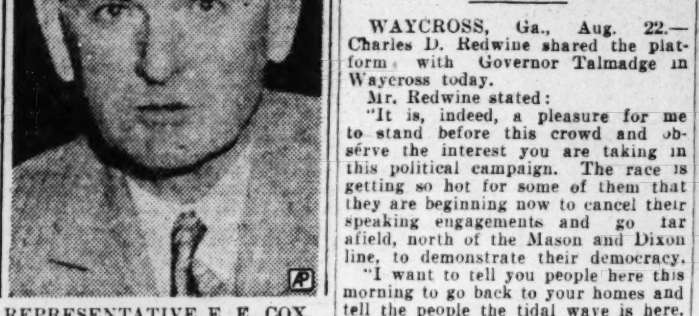 AP
REPRESENTATIVE E. E. COX
WAYCROSS, Ga., Aug. 22.—
Charles D. Redwine shared the plat-
form with Governor Talmadge in
Waycross today.
Mr. Redwine stated:
"It is, indeed, a pleasure for me
to stand before this crowd and ob-
serve the interest you are taking in
this political campaign. The race is
getting so hot for some of them that
they are beginning now to cancel their
speaking engagements and go far
afield, north of the Mason and Dixon
line, to demonstrate their democracy.
"I want to tell you people here this
morning to go back to your homes and
tell the people the tidal wave is here.